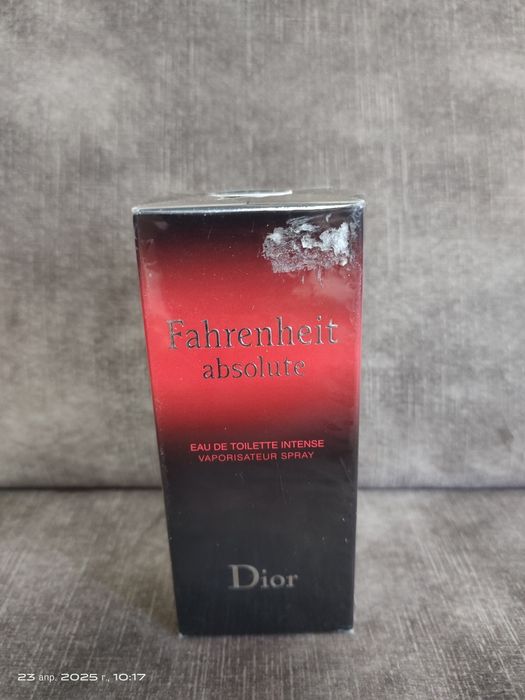 Fahrenheit
absolute
EAU DE TOILETTE INTENSE
VAPORISATEUR SPRAY
Dior
23 апр. 2025 г., 10:17